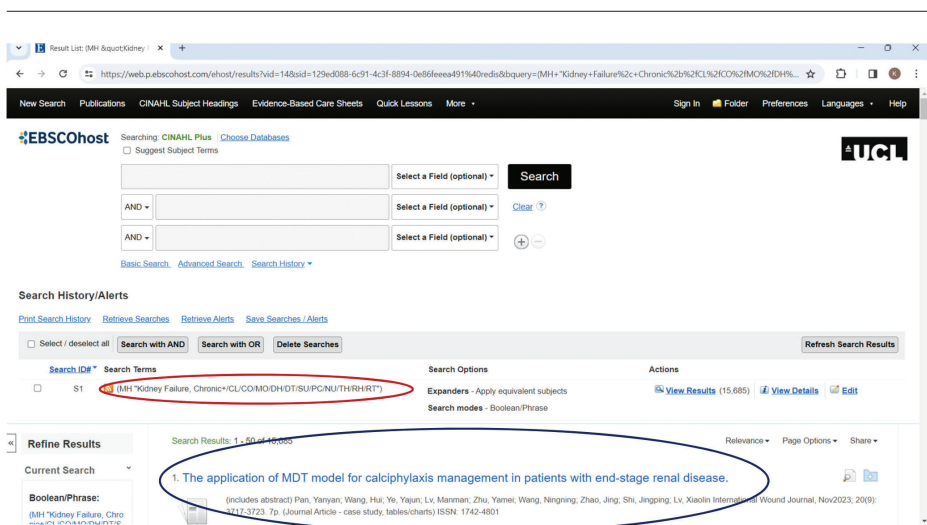 Result List: (MH &quot;Kidney
https://web.p.ebscohost.com/ehost/results?vid=14&sid=129ed088-6c91-4c3f-8894-0e86feeea491%40redis&bquery=(MH+"Kidney+Failure%2c+Chronic%2b%2fCL%2fCO%2fMO%2fDH%...
New Search Publications CINAHL Subject Headings Evidence-Based Care Sheets Quick Lessons More Sign In Folder Preferences Languages Help
EBSCOhost Searching: CINAHL Plus Choose Databases
Suggest Subject Terms
UCL
Select a Field (optional) Search
AND Select a Field (optional) Clear ?
AND Select a Field (optional)
Basic Search Advanced Search Search History
Search History/Alerts
Print Search History Retrieve Searches Retrieve Alerts Save Searches / Alerts
Select / deselect all Search with AND Search with OR Delete Searches Refresh Search Results
Search ID# Search Terms Search Options Actions
S1 (MH "Kidney Failure, Chronic+/CL/CO/MO/DH/DT/SU/PC/NU/TH/RH/RT") Expanders - Apply equivalent subjects View Results (15,685) View Details Edit
Search modes - Boolean/Phrase
Refine Results Search Results: 1 - 50 of 15,685 Relevance Page Options Share
Current Search
1. The application of MDT model for calciphylaxis management in patients with end-stage renal disease.
Boolean/Phrase: (includes abstract) Pan, Yanyan; Wang, Hui; Ye, Yajun; Lv, Manman; Zhu, Yamei; Wang, Ningning; Zhao, Jing; Shi, Jingping; Lv, Xiaolin International Wound Journal, Nov2023; 20(9):
(MH "Kidney Failure, Chro 3717-3723. 7p. (Journal Article - case study, tables/charts) ISSN: 1742-4801
nic+/CL/CO/MO/DH/DT/S